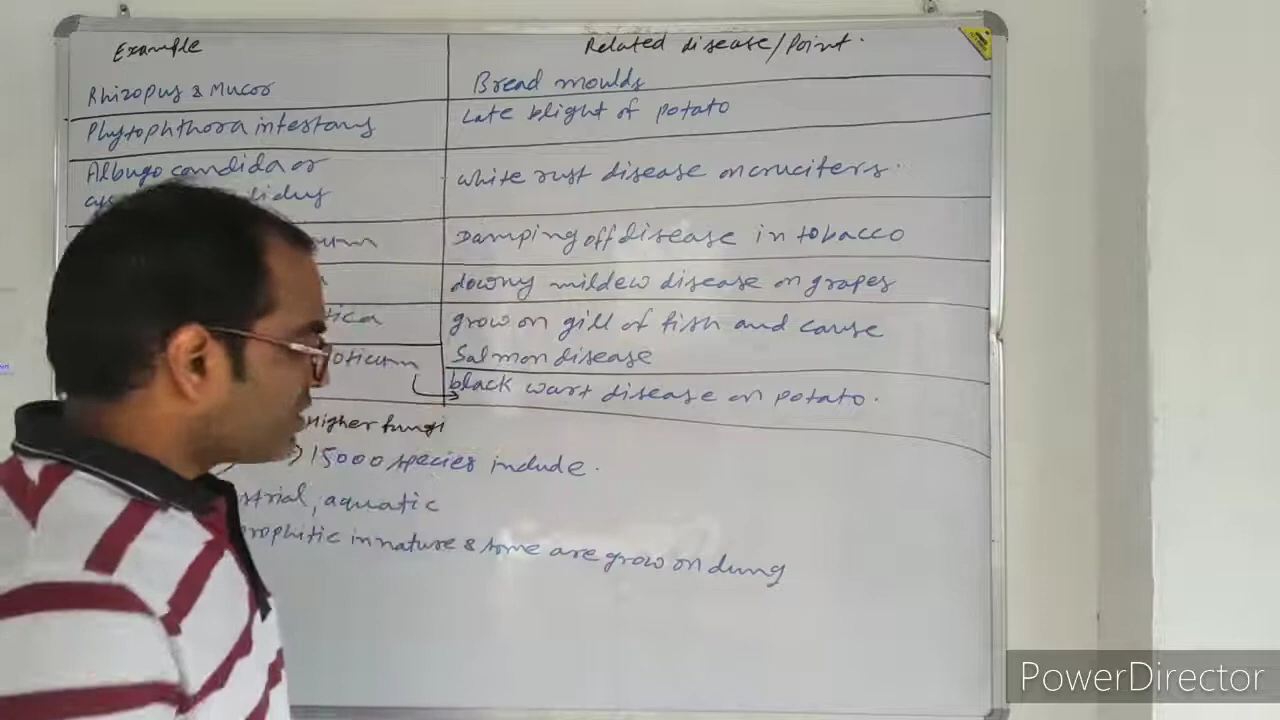 Example
Related disease/Point.
Rhizopus & Mucor
Bread moulds
Phytophthora infestans
Late blight of potato
Albugo candida or
white rust disease on crucifers..
Damping off disease in tobacco
downy mildew disease on grapes
grow on gill of fish and cause
Salmon disease
black wart disease on potato.
Higher fungi
15000 species include.
strial, aquatic
prophitic in nature & some are grow on dung
PowerDirector